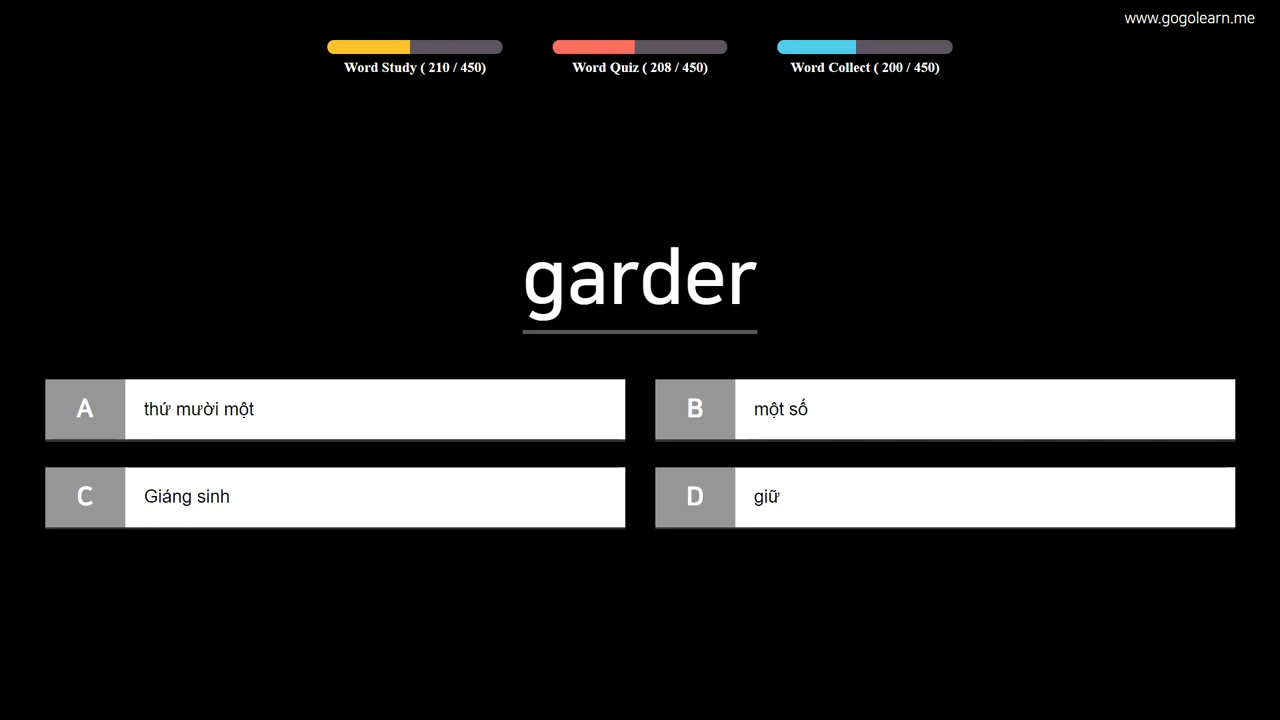 www.gogolearn.me
Word Study ( 210 / 450)
Word Quiz ( 208 / 450)
Word Collect ( 200 / 450)
garder
A thứ mười một
B một số
C Giáng sinh
D giữ